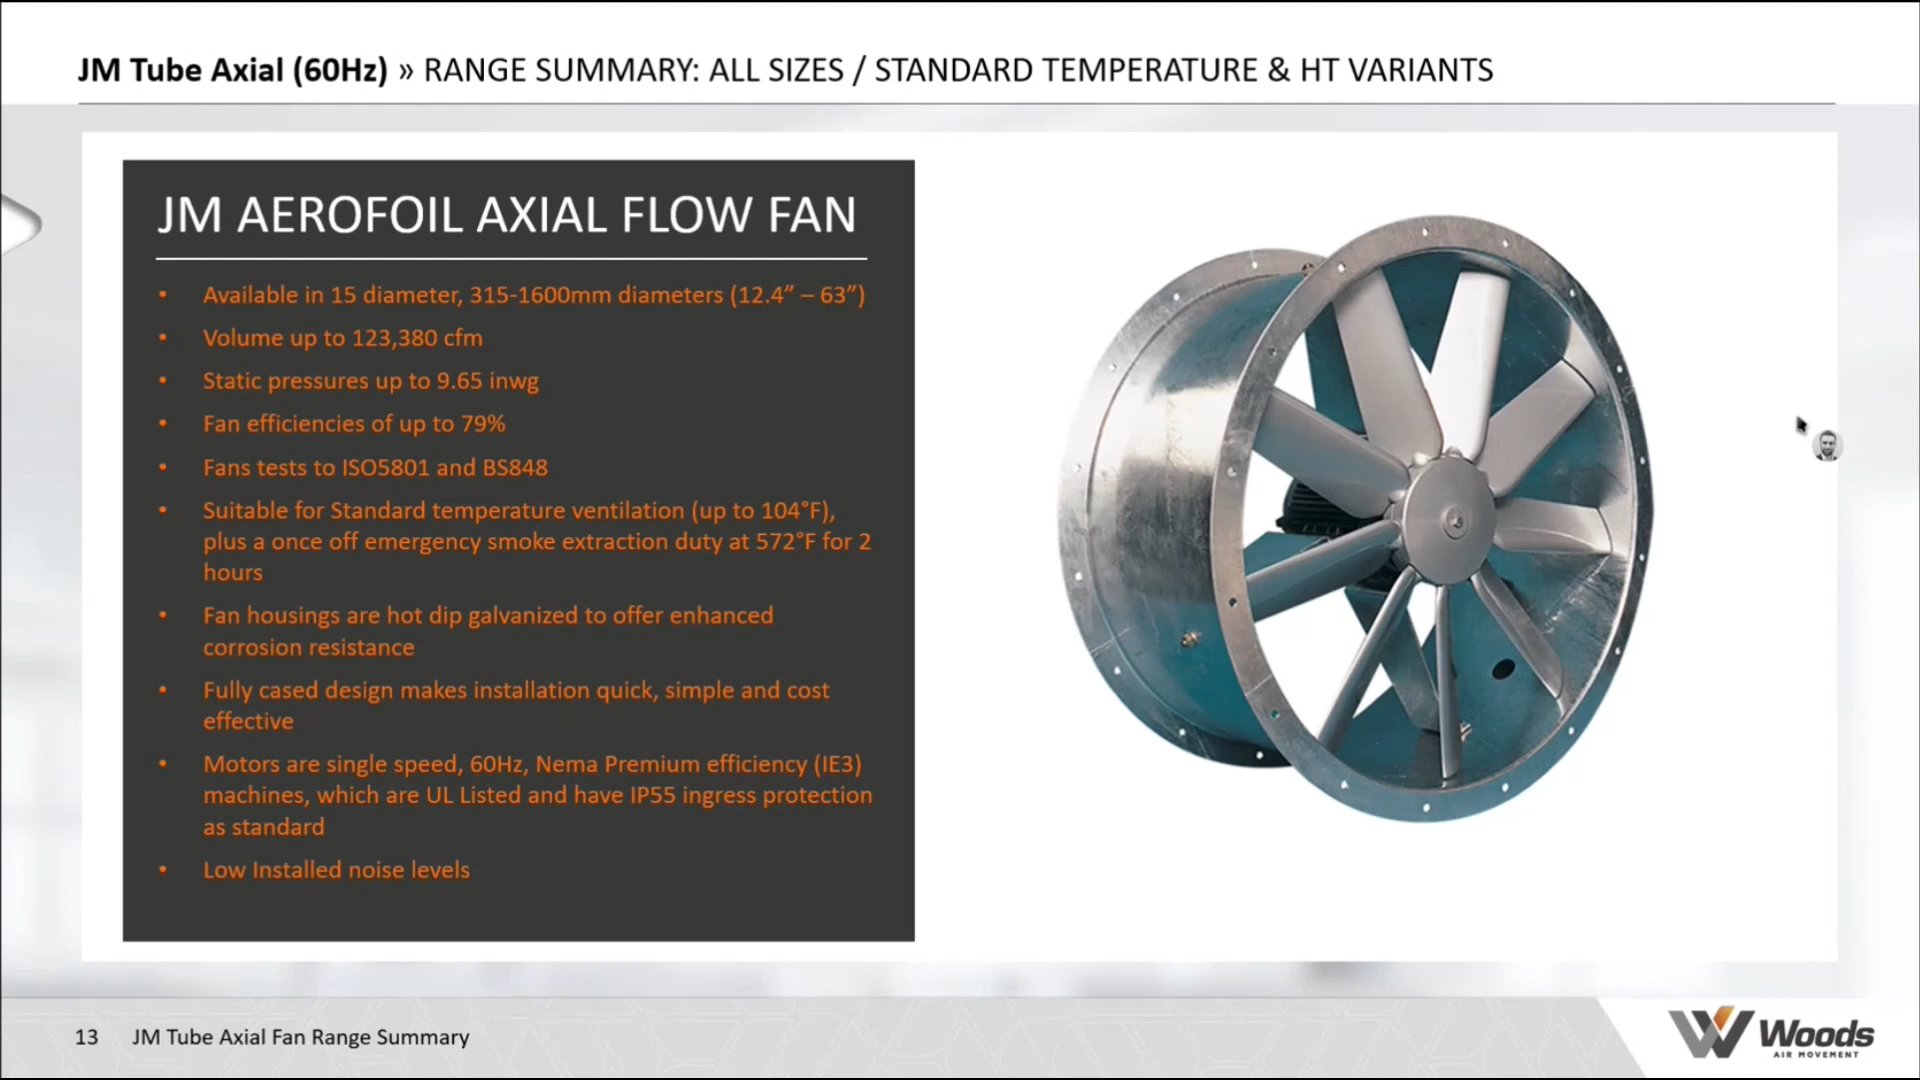 JM Tube Axial (60Hz) » RANGE SUMMARY: ALL SIZES / STANDARD TEMPERATURE & HT VARIANTS
JM AEROFOIL AXIAL FLOW FAN
• Available in 15 diameter, 315-1600mm diameters (12.4” – 63”)
• Volume up to 123,380 cfm
• Static pressures up to 9.65 inwg
• Fan efficiencies of up to 79%
• Fans tests to ISO5801 and BS848
• Suitable for Standard temperature ventilation (up to 104°F),
plus a once off emergency smoke extraction duty at 572°F for 2
hours
• Fan housings are hot dip galvanized to offer enhanced
corrosion resistance
• Fully cased design makes installation quick, simple and cost
effective
• Motors are single speed, 60Hz, Nema Premium efficiency (IE3)
machines, which are UL Listed and have IP55 ingress protection
as standard
• Low Installed noise levels
13 JM Tube Axial Fan Range Summary
Woods
AIR MOVEMENT